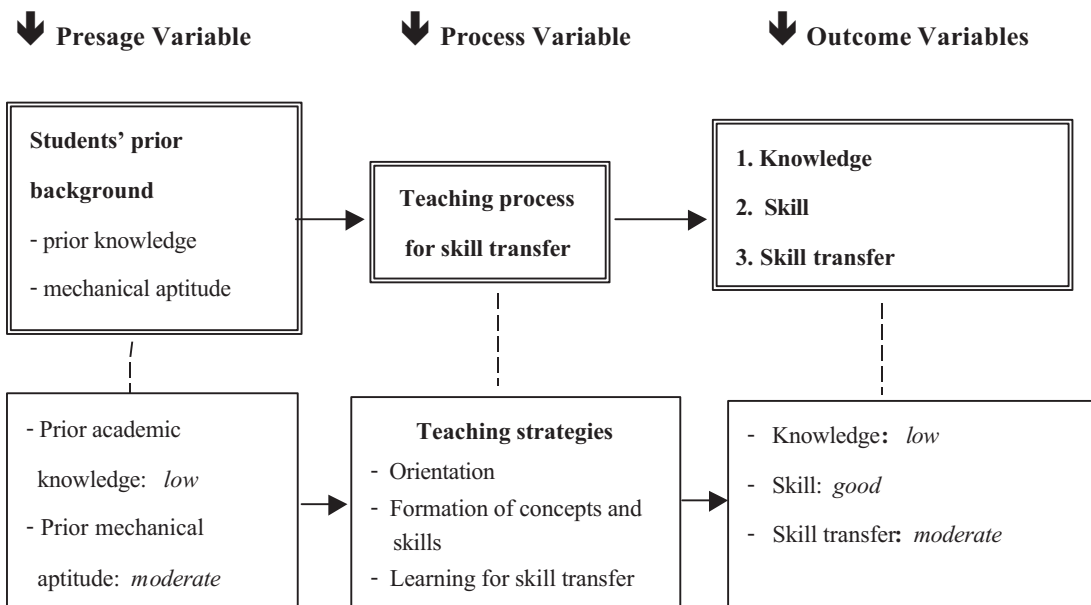 Presage Variable
Process Variable
Outcome Variables
Students’ prior
background
- prior knowledge
- mechanical aptitude
Teaching process
for skill transfer
1. Knowledge
2. Skill
3. Skill transfer
- Prior academic
knowledge: low
- Prior mechanical
aptitude: moderate
Teaching strategies
- Orientation
- Formation of concepts and
skills
- Learning for skill transfer
- Knowledge: low
- Skill: good
- Skill transfer: moderate